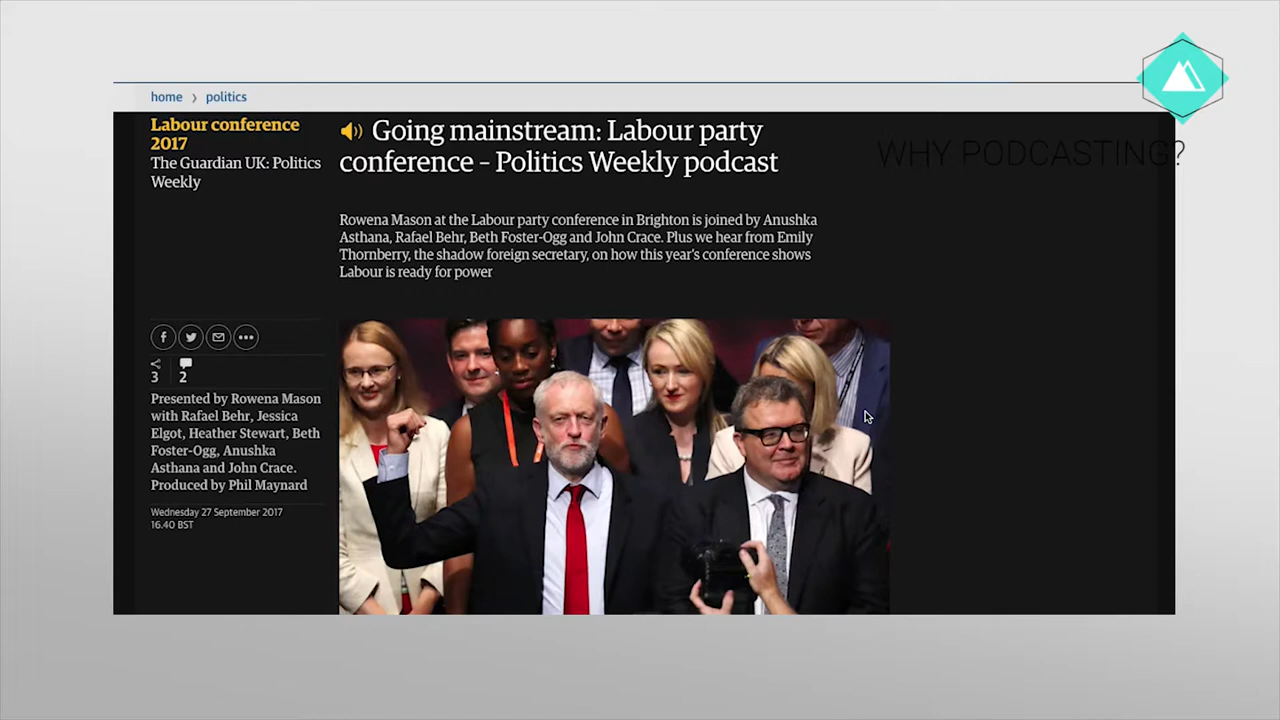 home › politics
Labour conference
2017
The Guardian UK: Politics
Weekly
Going mainstream: Labour party
conference – Politics Weekly podcast
WHY PODCASTING?
Rowena Mason at the Labour party conference in Brighton is joined by Anushka
Asthana, Rafael Behr, Beth Foster-Ogg and John Crace. Plus we hear from Emily
Thornberry, the shadow foreign secretary, on how this year's conference shows
Labour is ready for power
3 2
Presented by Rowena Mason
with Rafael Behr, Jessica
Elgot, Heather Stewart, Beth
Foster-Ogg, Anushka
Asthana and John Crace.
Produced by Phil Maynard
Wednesday 27 September 2017
16.40 BST